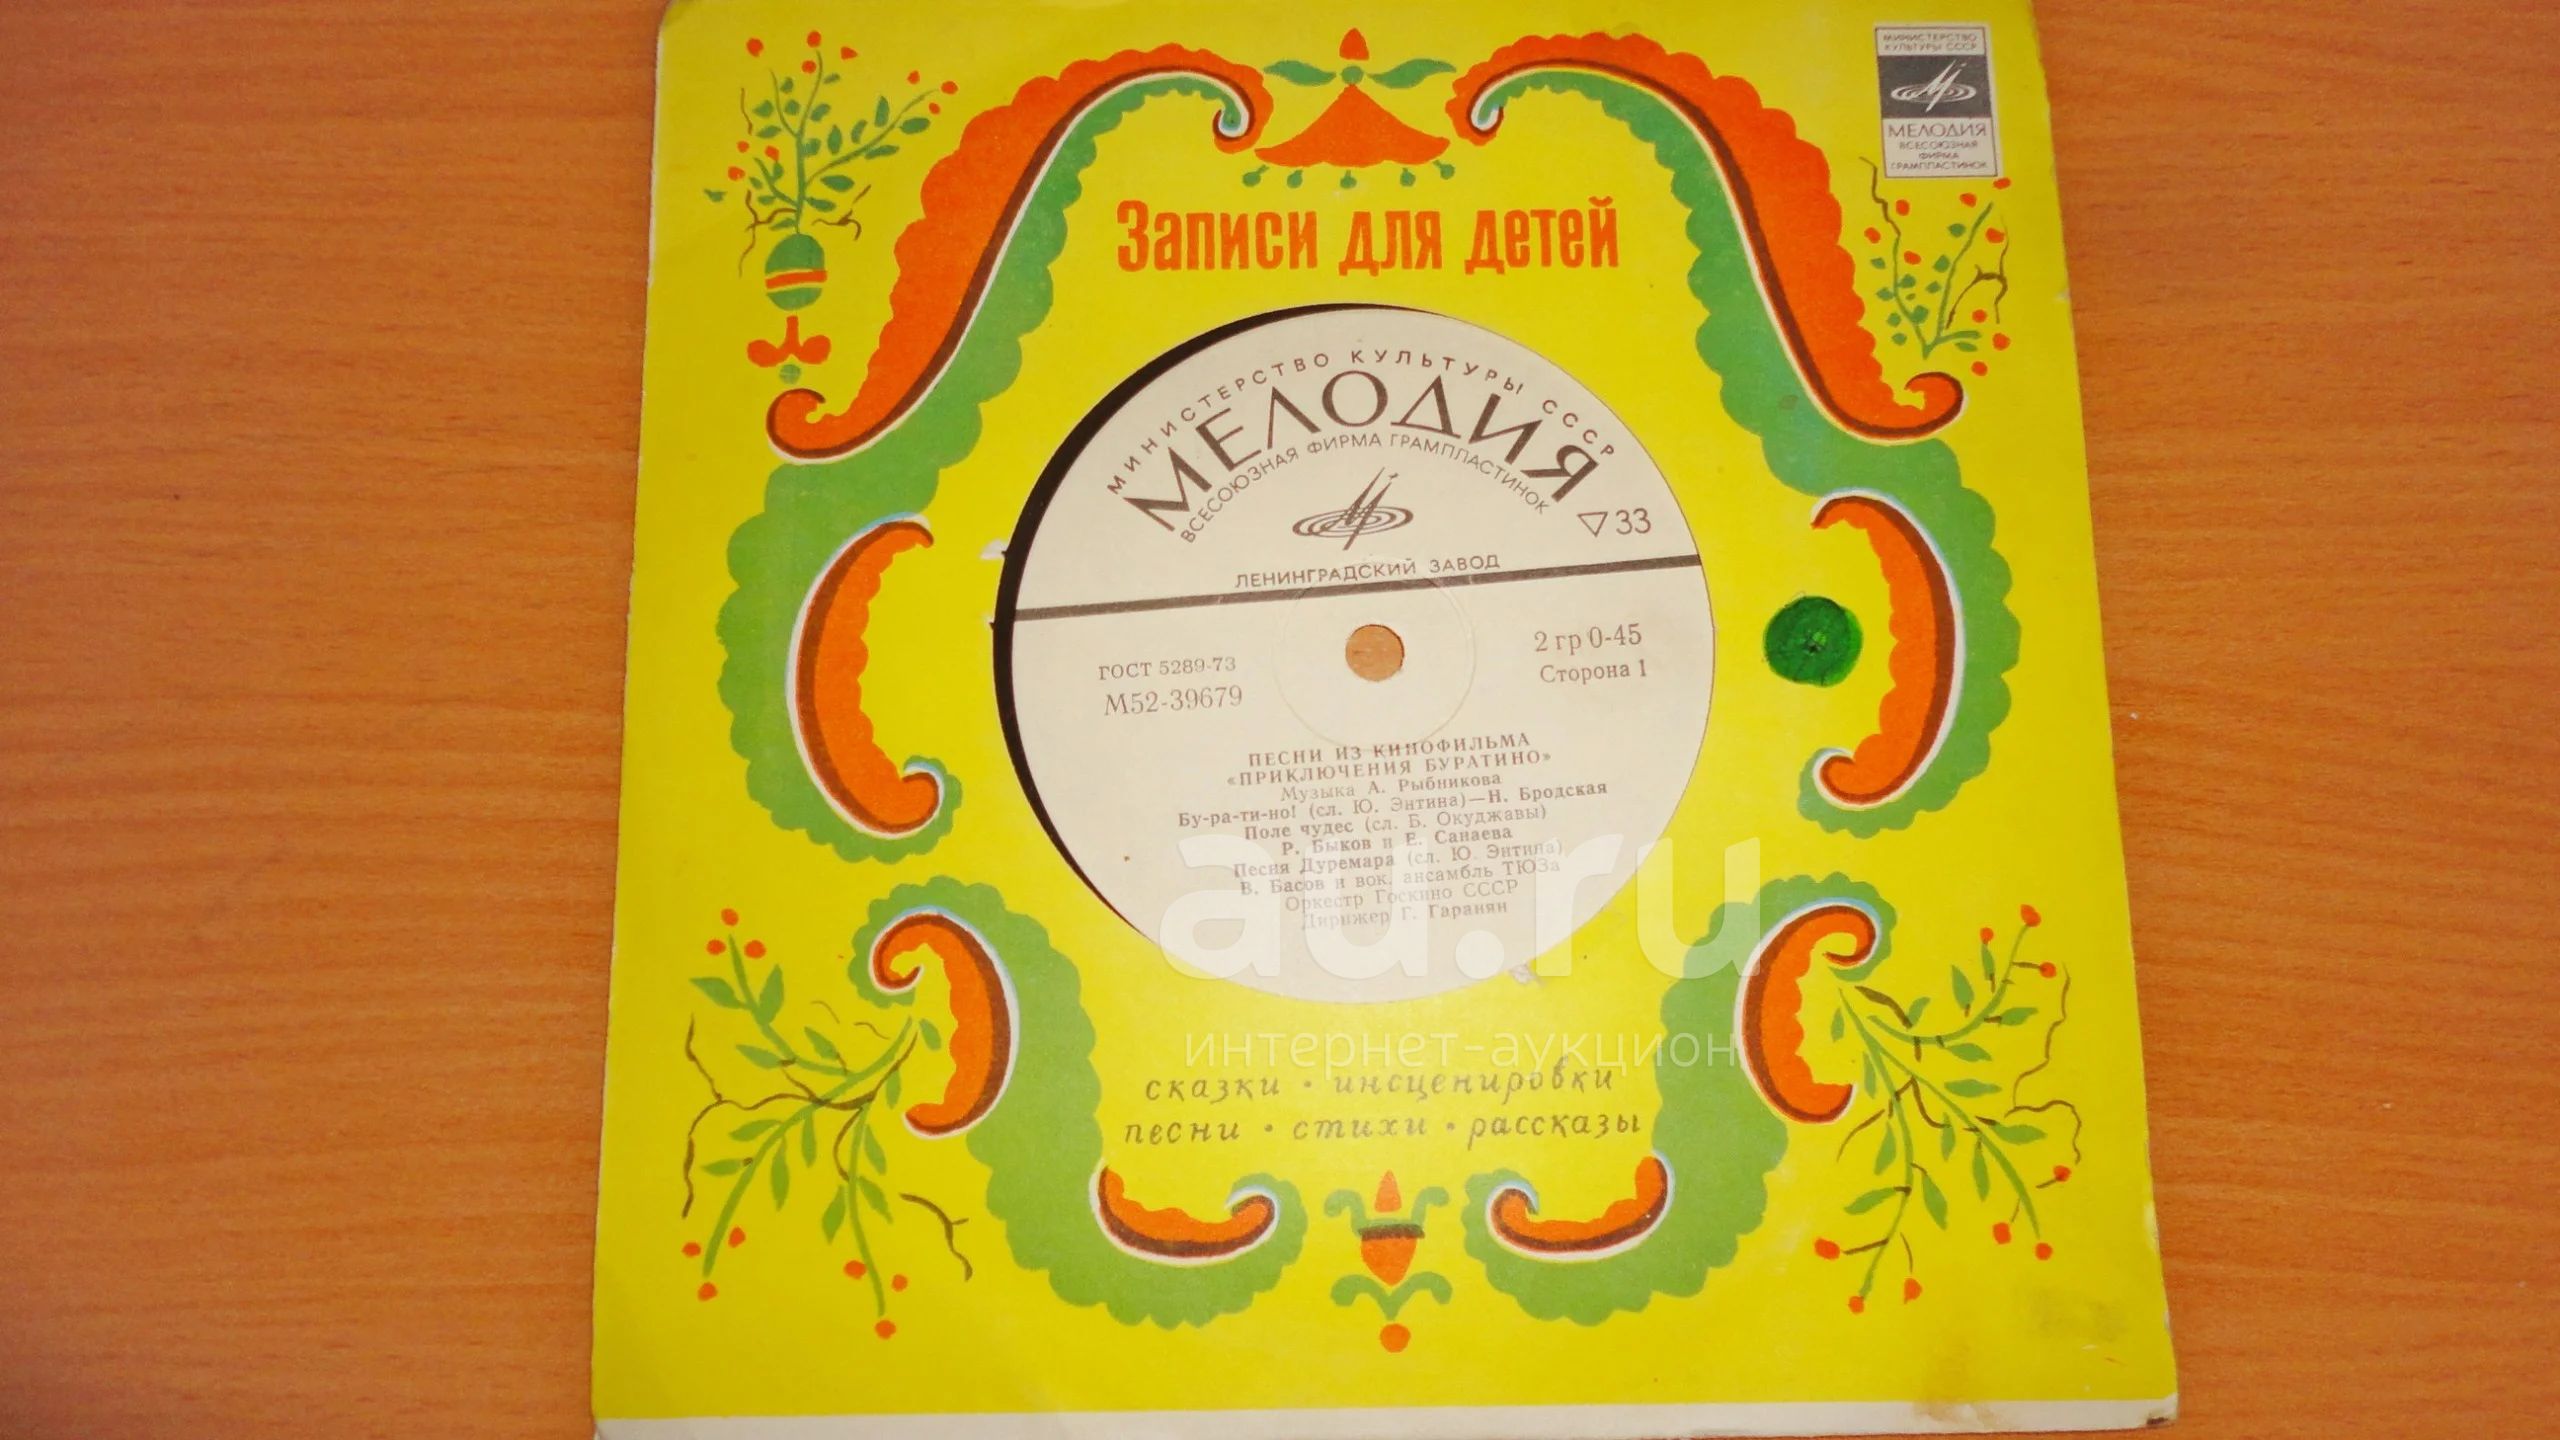 МИНИСТЕРСТВО
КУЛЬТУРЫ СССР
МЕЛОДИЯ
ВСЕСОЮЗНАЯ
ФИРМА
ГРАМПЛАСТИНОК
Записи для детей
МИНИСТЕРСТВО КУЛЬТУРЫ СССР
МЕЛОДИЯ
ВСЕСОЮЗНАЯ ФИРМА ГРАМПЛАСТИНОК
33
ЛЕНИНГРАДСКИЙ ЗАВОД
ГОСТ 5289-73
М52-39679
2 гр 0-45
Сторона 1
ПЕСНИ ИЗ КИНОФИЛЬМА
«ПРИКЛЮЧЕНИЯ БУРАТИНО»
Музыка А. Рыбникова
Бу-ра-ти-но! (сл. Ю. Энтина)—Н. Бродская
Поле чудес (сл. Б. Окуджавы)
Р. Быков и Е. Санаева
Песня Дуремара (сл. Ю. Энтина)
В. Басов и вок. ансамбль ТЮЗа
Оркестр Госкино СССР
Дирижер Г. Гаранян
au.ru
интернет-аукцион
сказки • инсценировки
песни • стихи • рассказы